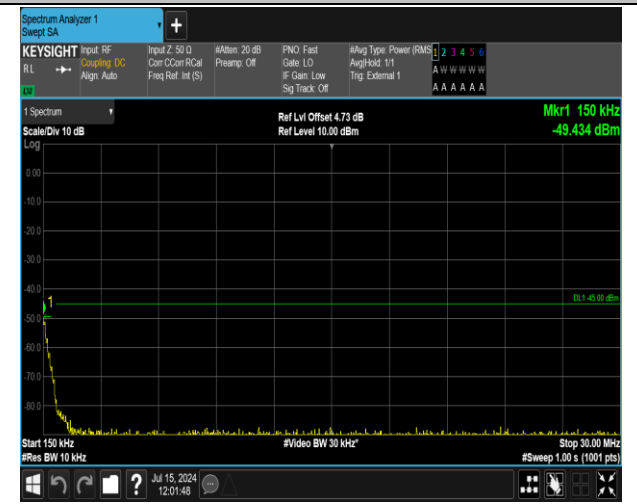 Spectrum Analyzer 1
Swept SA
+
KEYSIGHT Input: RF Input Z: 50 Ω #Atten: 20 dB PNO: Fast #Avg Type: Power (RMS 1 2 3 4 5 6
RL Coupling: DC Corr CCorr RCal Preamp: Off Gate: LO Avg|Hold: 1/1 A W W W W W
Align: Auto Freq Ref: Int (S) IF Gain: Low Trig: External 1 A A A A A A
Sig Track: Off
1 Spectrum Ref Lvl Offset 4.73 dB Mkr1 150 kHz
Scale/Div 10 dB Ref Level 10.00 dBm -49.434 dBm
Log
0.00
-10.0
-20.0
-30.0
-40.0
1 DL1 -45.00 dBm
-50.0
-60.0
-70.0
-80.0
Start 150 kHz #Video BW 30 kHz* Stop 30.00 MHz
#Res BW 10 kHz #Sweep 1.00 s (1001 pts)
? Jul 15, 2024
12:01:48